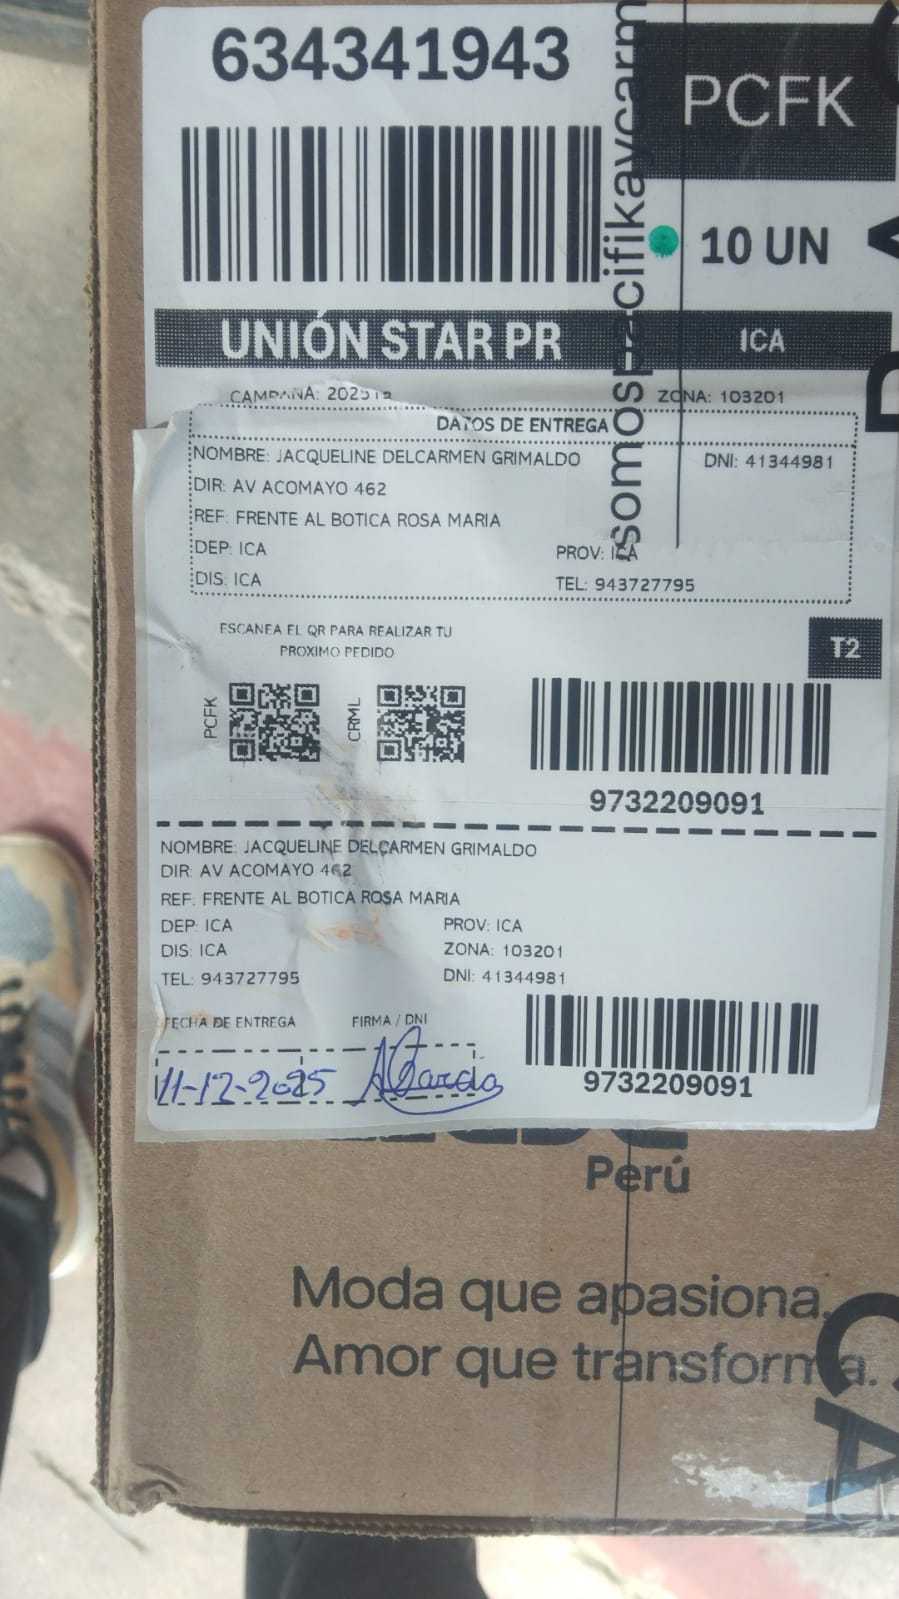 634341943
PCFK
10 UN
UNIÓN STAR PR
ICA
CAMPAÑA:
ZONA: 103201
DATOS DE ENTREGA
NOMBRE: JACQUELINE DELCARMEN GRIMALDO
DNI: 41344981
DIR: AV ACOMAYO 462
REF: FRENTE AL BOTICA ROSA MARIA
DEP: ICA
PROV: ICA
DIS: ICA
TEL: 943727795
ESCANEA EL QR PARA REALIZAR TU
PROXIMO PEDIDO
T2
PCFK
CRML
9732209091
NOMBRE: JACQUELINE DELCARMEN GRIMALDO
DIR: AV ACOMAYO 462
REF: FRENTE AL BOTICA ROSA MARIA
DEP: ICA
PROV: ICA
DIS: ICA
ZONA: 103201
TEL: 943727795
DNI: 41344981
FECHA DE ENTREGA
FIRMA / DNI
11-12-2025
9732209091
Perú
Moda que apasiona.
Amor que transforma.
CA